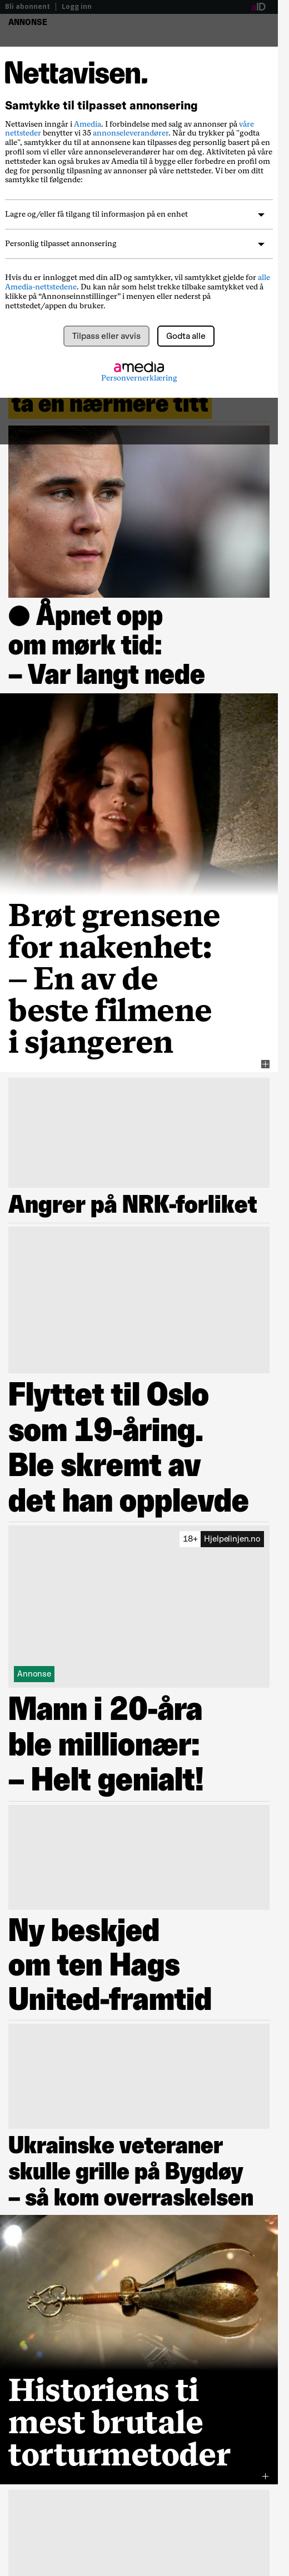 Bli abonnent | Logg inn
aID
ANNONSE
Nettavisen.
Samtykke til tilpasset annonsering
Nettavisen inngår i Amedia. I forbindelse med salg av annonser på våre
nettsteder benytter vi 35 annonseleverandører. Når du trykker på "godta
alle", samtykker du til at annonsene kan tilpasses deg personlig basert på en
profil som vi eller våre annonseleverandører har om deg. Aktiviteten på våre
nettsteder kan også brukes av Amedia til å bygge eller forbedre en profil om
deg for tilpasning av annonser på våre nettsteder. Vi ber om ditt
samtykke til følgende:
Lagre og/eller få tilgang til informasjon på en enhet
Personlig tilpasset annonsering
Hvis du er innlogget med din aID og samtykker, vil samtykket gjelde for alle
Amedia-nettstedene. Du kan når som helst trekke tilbake samtykket ved å
klikke på “Annonseinnstillinger” i menyen eller nederst på
nettstedet/appen du bruker.
Tilpass eller avvis
Godta alle
amedia
Personvernerklæring
ta en nærmere titt
Åpnet opp
om mørk tid:
– Var langt nede
Brøt grensene
for nakenhet:
– En av de
beste filmene
i sjangeren
Angrer på NRK-forliket
Flyttet til Oslo
som 19-åring.
Ble skremt av
det han opplevde
18+ Hjelpelinjen.no
Annonse
Mann i 20-åra
ble millionær:
– Helt genialt!
Ny beskjed
om ten Hags
United-framtid
Ukrainske veteraner
skulle grille på Bygdøy
– så kom overraskelsen
Historiens ti
mest brutale
torturmetoder